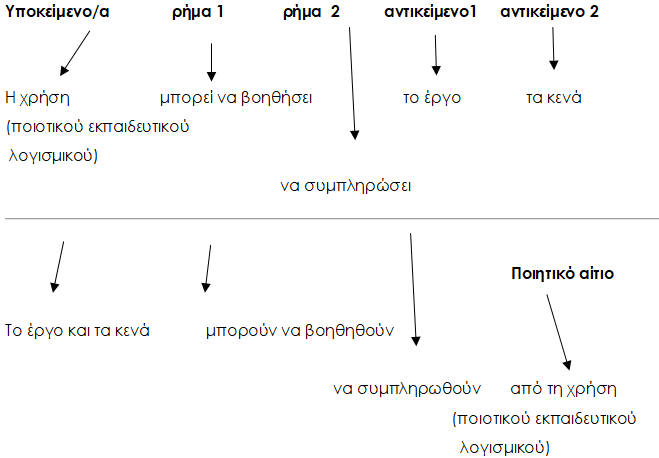 Υποκείμενο/α ρήμα 1 ρήμα 2 αντικείμενο1 αντικείμενο 2
Η χρήση μπορεί να βοηθήσει το έργο τα κενά
(ποιοτικού εκπαιδευτικού
λογισμικού)
να συμπληρώσει
Ποιητικό αίτιο
Το έργο και τα κενά μπορούν να βοηθηθούν
να συμπληρωθούν από τη χρήση
(ποιοτικού εκπαιδευτικού
λογισμικού)